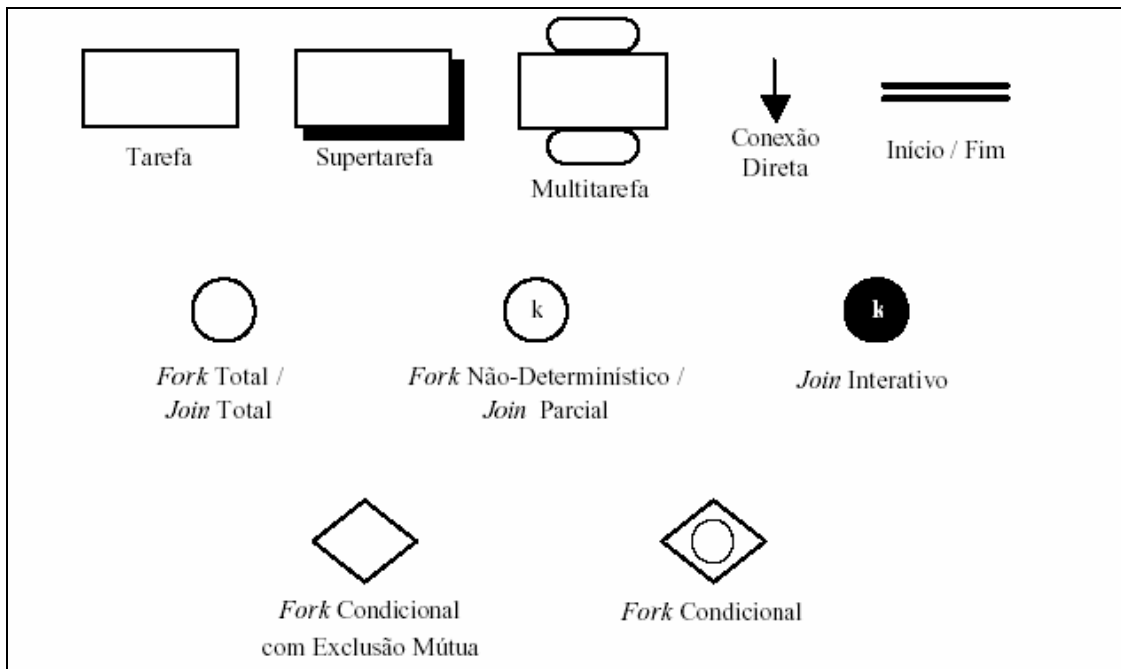 Tarefa
Supertarefa
Multitarefa
Conexão
Direta
Início / Fim
k
k
Fork Total /
Join Total
Fork Não-Determinístico /
Join Parcial
Join Interativo
Fork Condicional
com Exclusão Mútua
Fork Condicional